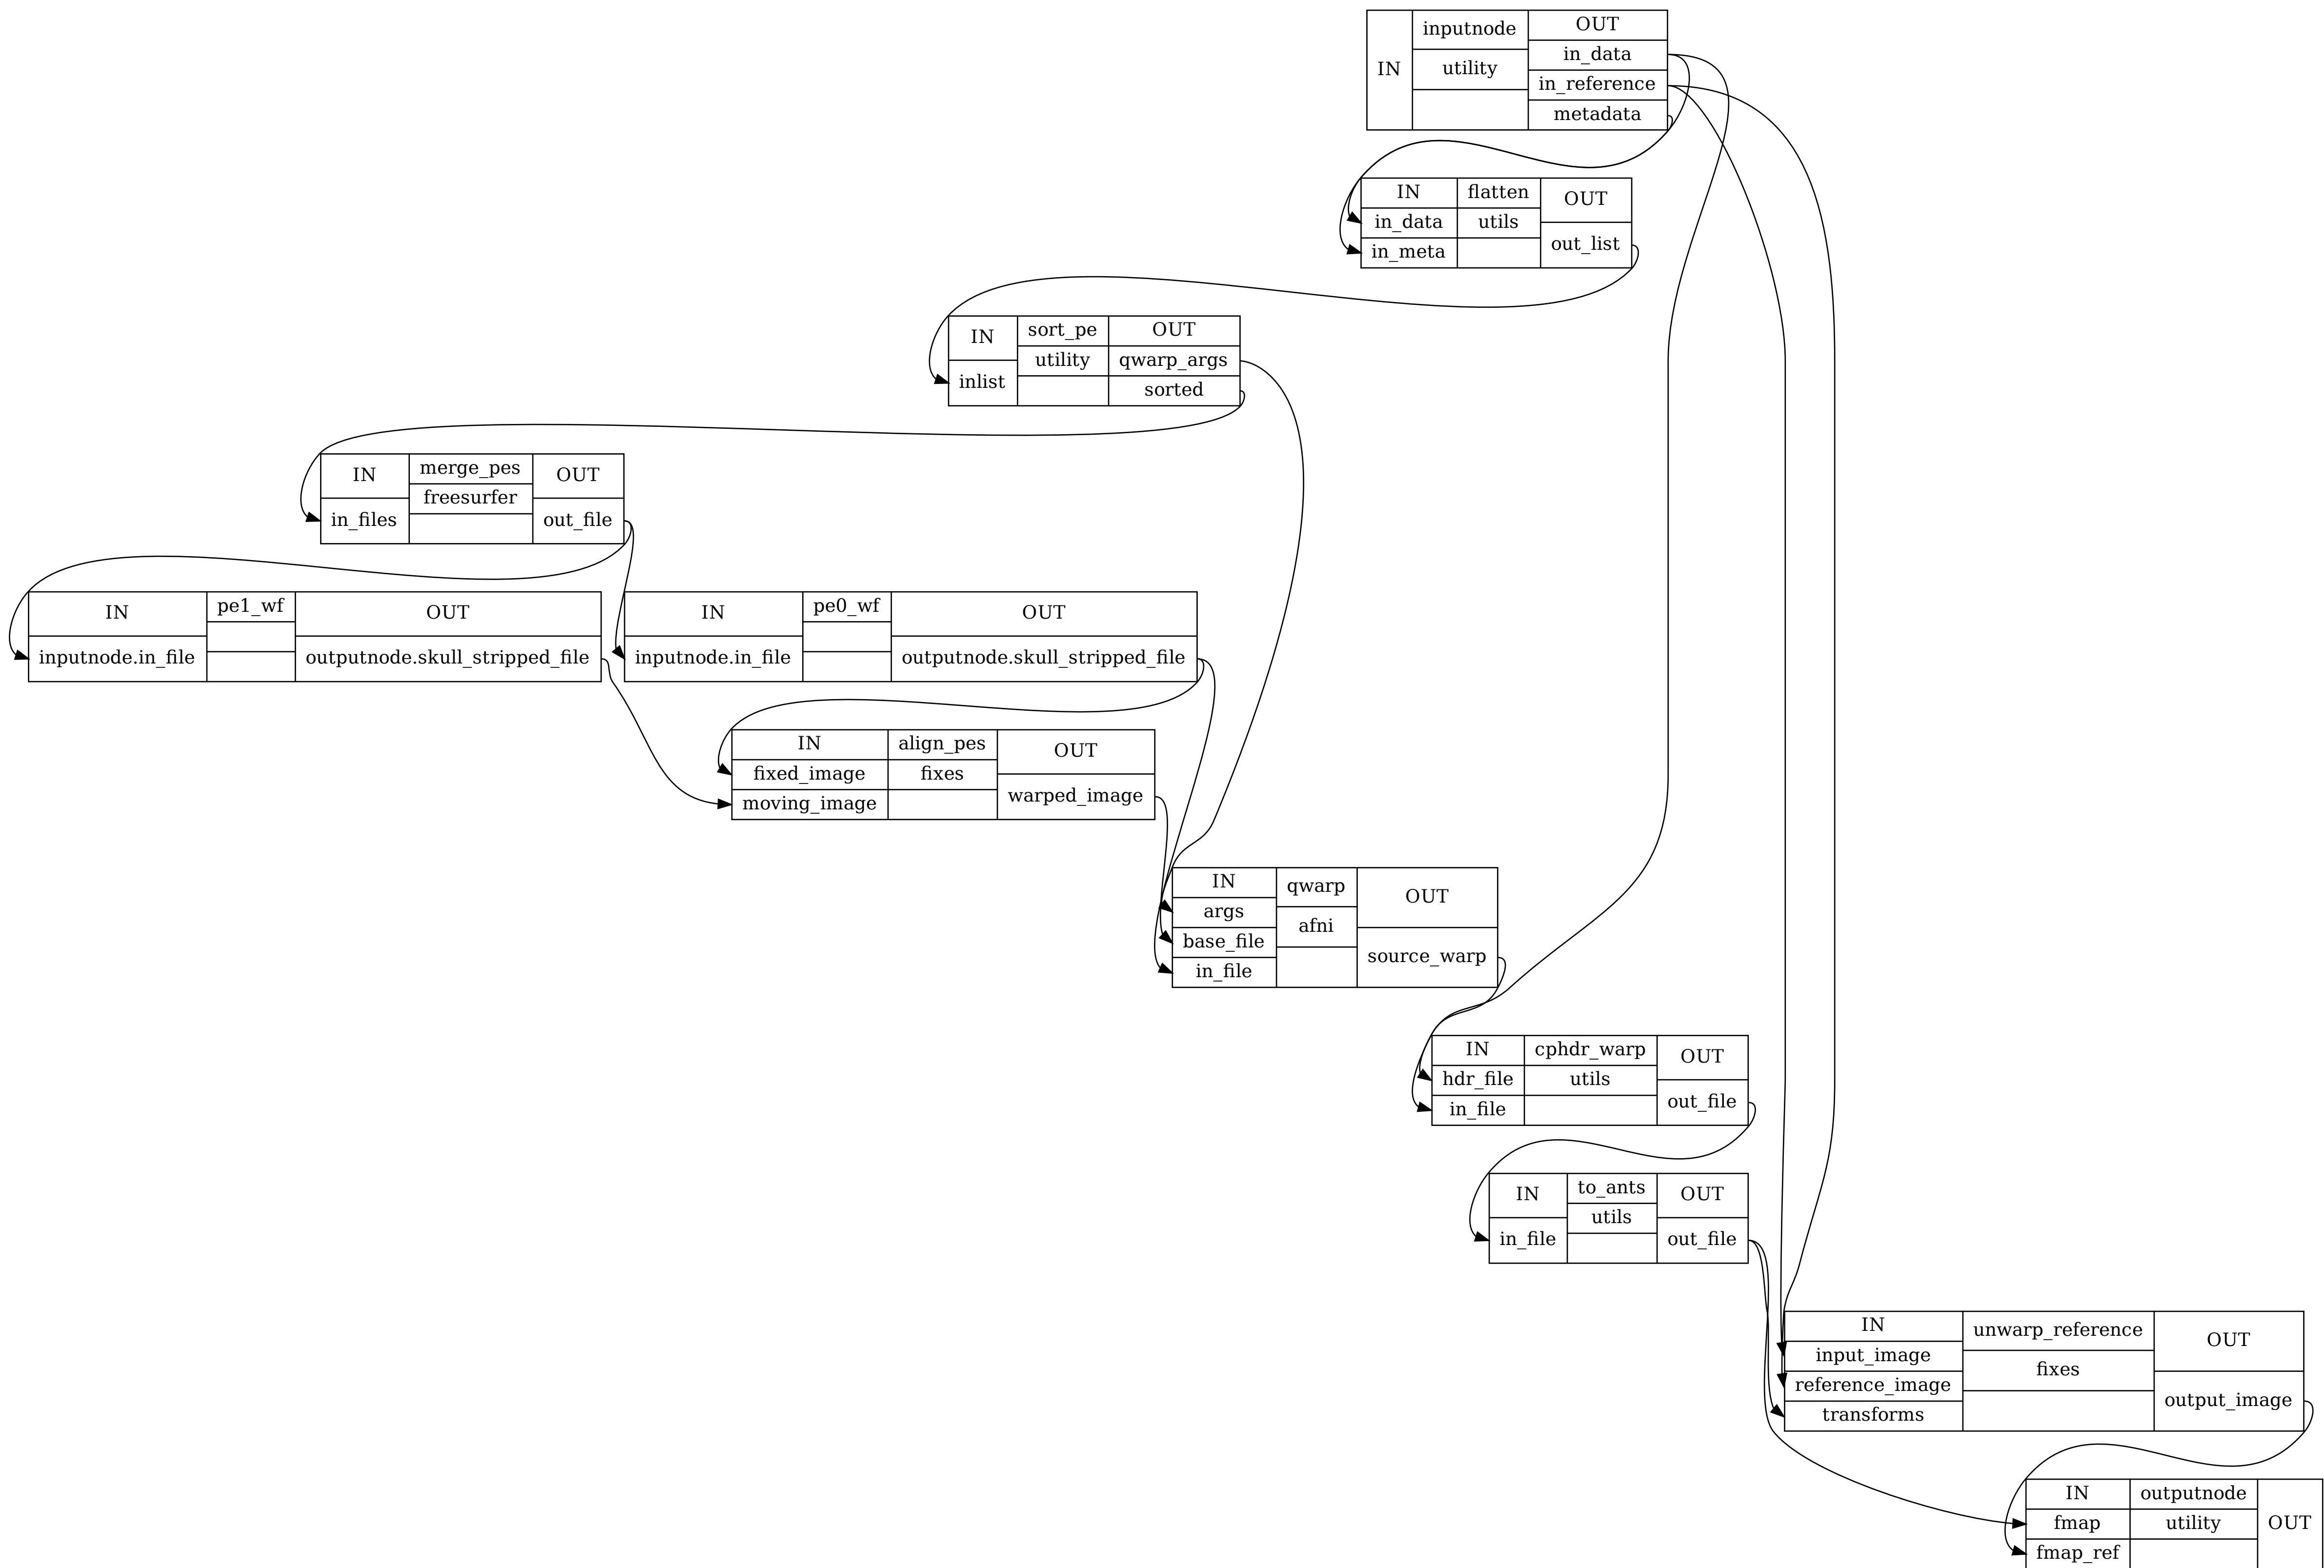 IN
inputnode
utility
OUT
in_data
in_reference
metadata
IN
in_data
in_meta
flatten
utils
OUT
out_list
IN
inlist
sort_pe
utility
OUT
qwarp_args
sorted
IN
in_files
merge_pes
freesurfer
OUT
out_file
IN
inputnode.in_file
pe1_wf
OUT
outputnode.skull_stripped_file
IN
inputnode.in_file
pe0_wf
OUT
outputnode.skull_stripped_file
IN
fixed_image
moving_image
align_pes
fixes
OUT
warped_image
IN
args
base_file
in_file
qwarp
afni
OUT
source_warp
IN
hdr_file
in_file
cphdr_warp
utils
OUT
out_file
IN
in_file
to_ants
utils
OUT
out_file
IN
input_image
reference_image
transforms
unwarp_reference
fixes
OUT
output_image
IN
fmap
fmap_ref
outputnode
utility
OUT